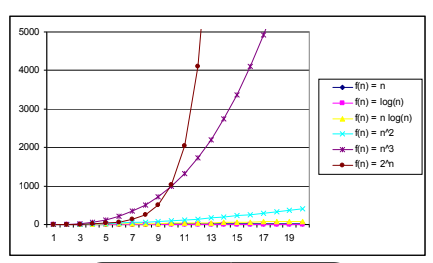 5000
4000
3000
2000
1000
0
1 3 5 7 9 11 13 15 17 19
f(n) = n
f(n) = log(n)
f(n) = n log(n)
f(n) = n^2
f(n) = n^3
f(n) = 2^n